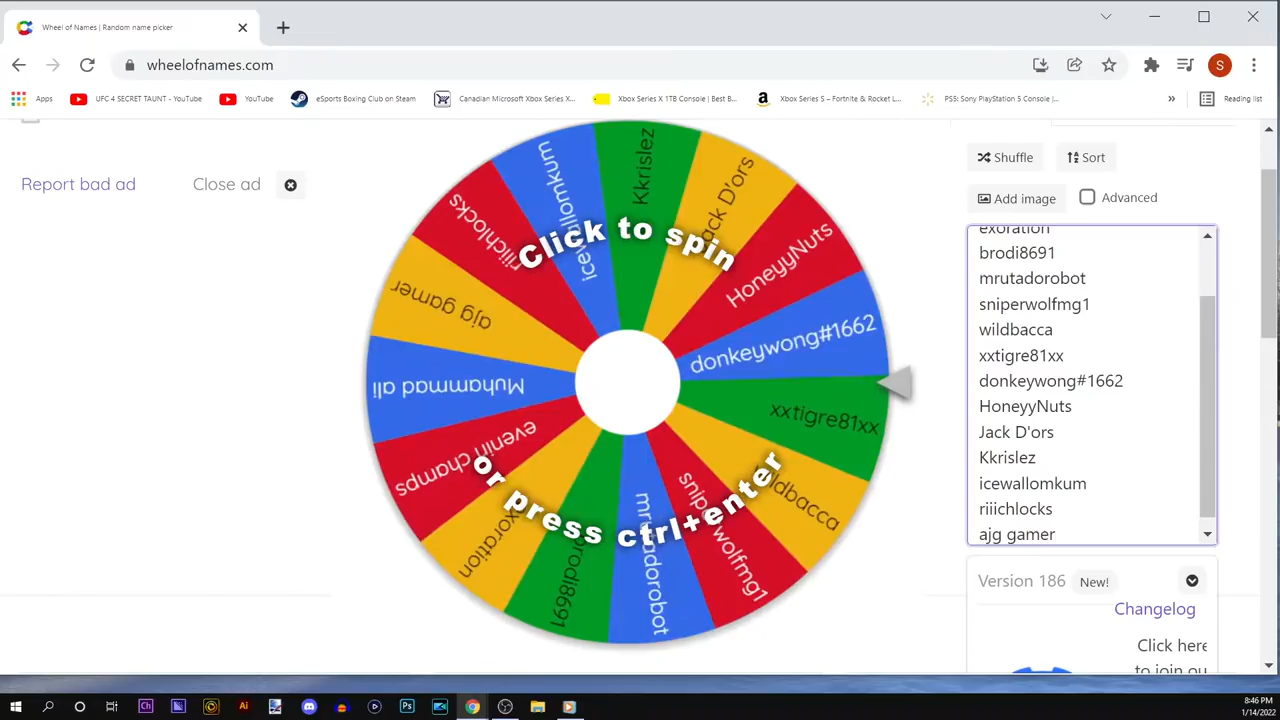 Wheel of Names | Random name picker
wheelofnames.com
S
Apps
UFC 4 SECRET TAUNT - YouTube
YouTube
eSports Boxing Club on Steam
Canadian Microsoft Xbox Series X...
Xbox Series X 1TB Console | Best B...
Xbox Series S – Fortnite & Rocket L...
PS5: Sony PlayStation 5 Console |...
»
Reading list
Report bad ad
Close ad
Shuffle
Sort
Add image
Advanced
Kkrislez
Jack D'ors
HoneyyNuts
donkeywong#1662
xxtigre81xx
wildbacca
sniperwolfmg1
mrutadorobot
brodi8691
exoration
evenin champs
Muhammad ali
ajg gamer
riiichlocks
icewallomkum
Click to spin
or press ctrl+enter
exoration
brodi8691
mrutadorobot
sniperwolfmg1
wildbacca
xxtigre81xx
donkeywong#1662
HoneyyNuts
Jack D'ors
Kkrislez
icewallomkum
riiichlocks
ajg gamer
Version 186 New!
Changelog
Click here
to join ou
Ch
Ai
Ps
8:46 PM
1/14/2022